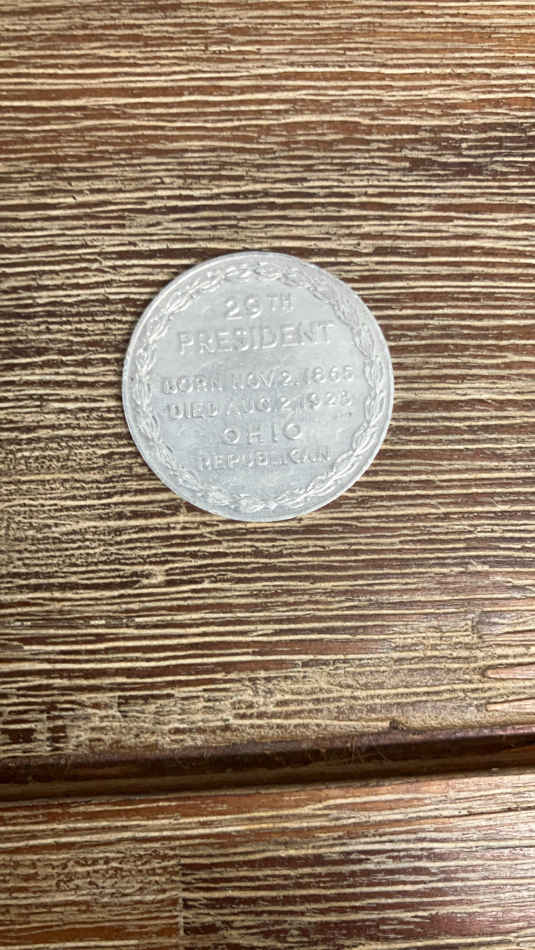 29TH
PRESIDENT
BORN NOV. 2, 1865
DIED AUG. 2, 1923
OHIO
REPUBLICAN